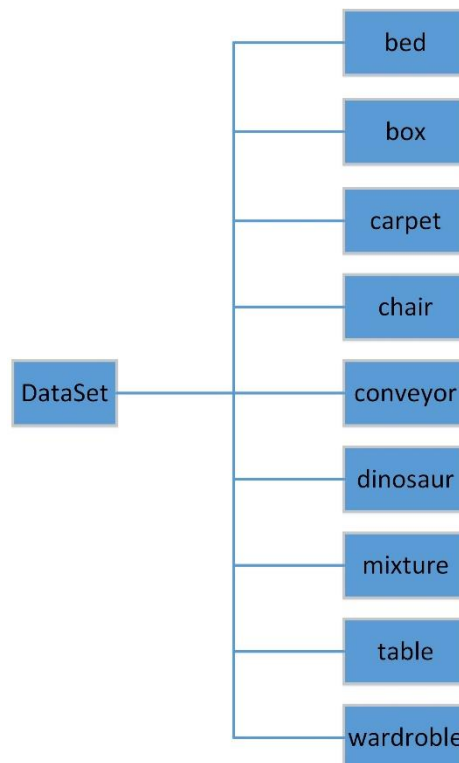 bed
box
carpet
chair
DataSet
conveyor
dinosaur
mixture
table
wardroble